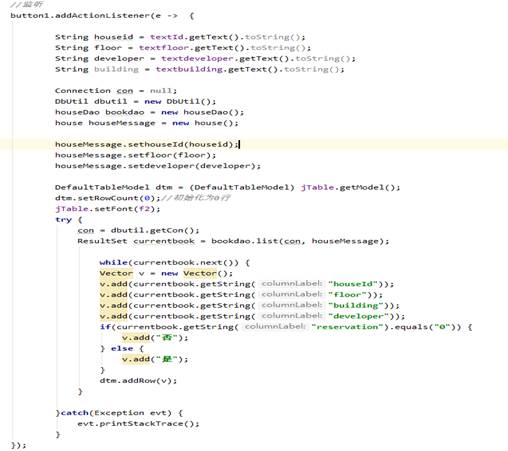 //监听
button1.addActionListener(e ->  {
String houseid = textId.getText().toString();
String floor = textfloor.getText().toString();
String developer = textdeveloper.getText().toString();
String building = textbuilding.getText().toString();
Connection con = null;
DbUtil dbutil = new DbUtil();
houseDao bookdao = new houseDao();
house houseMessage = new house();
houseMessage.sethouseId(houseid);
houseMessage.setfloor(floor);
houseMessage.setdeveloper(developer);
DefaultTableModel dtm = (DefaultTableModel) jTable.getModel();
dtm.setRowCount(0);//初始化为0行
jTable.setFont(f2);
try {
con = dbutil.getCon();
ResultSet currentbook = bookdao.list(con, houseMessage);
while(currentbook.next()) {
Vector v = new Vector();
v.add(currentbook.getString( columnLabel: "houseId"));
v.add(currentbook.getString( columnLabel: "floor"));
v.add(currentbook.getString( columnLabel: "building"));
v.add(currentbook.getString( columnLabel: "developer"));
if(currentbook.getString( columnLabel: "reservation").equals("0")) {
v.add("否");
} else {
v.add("是");
}
dtm.addRow(v);
}
}catch(Exception evt) {
evt.printStackTrace();
}
});